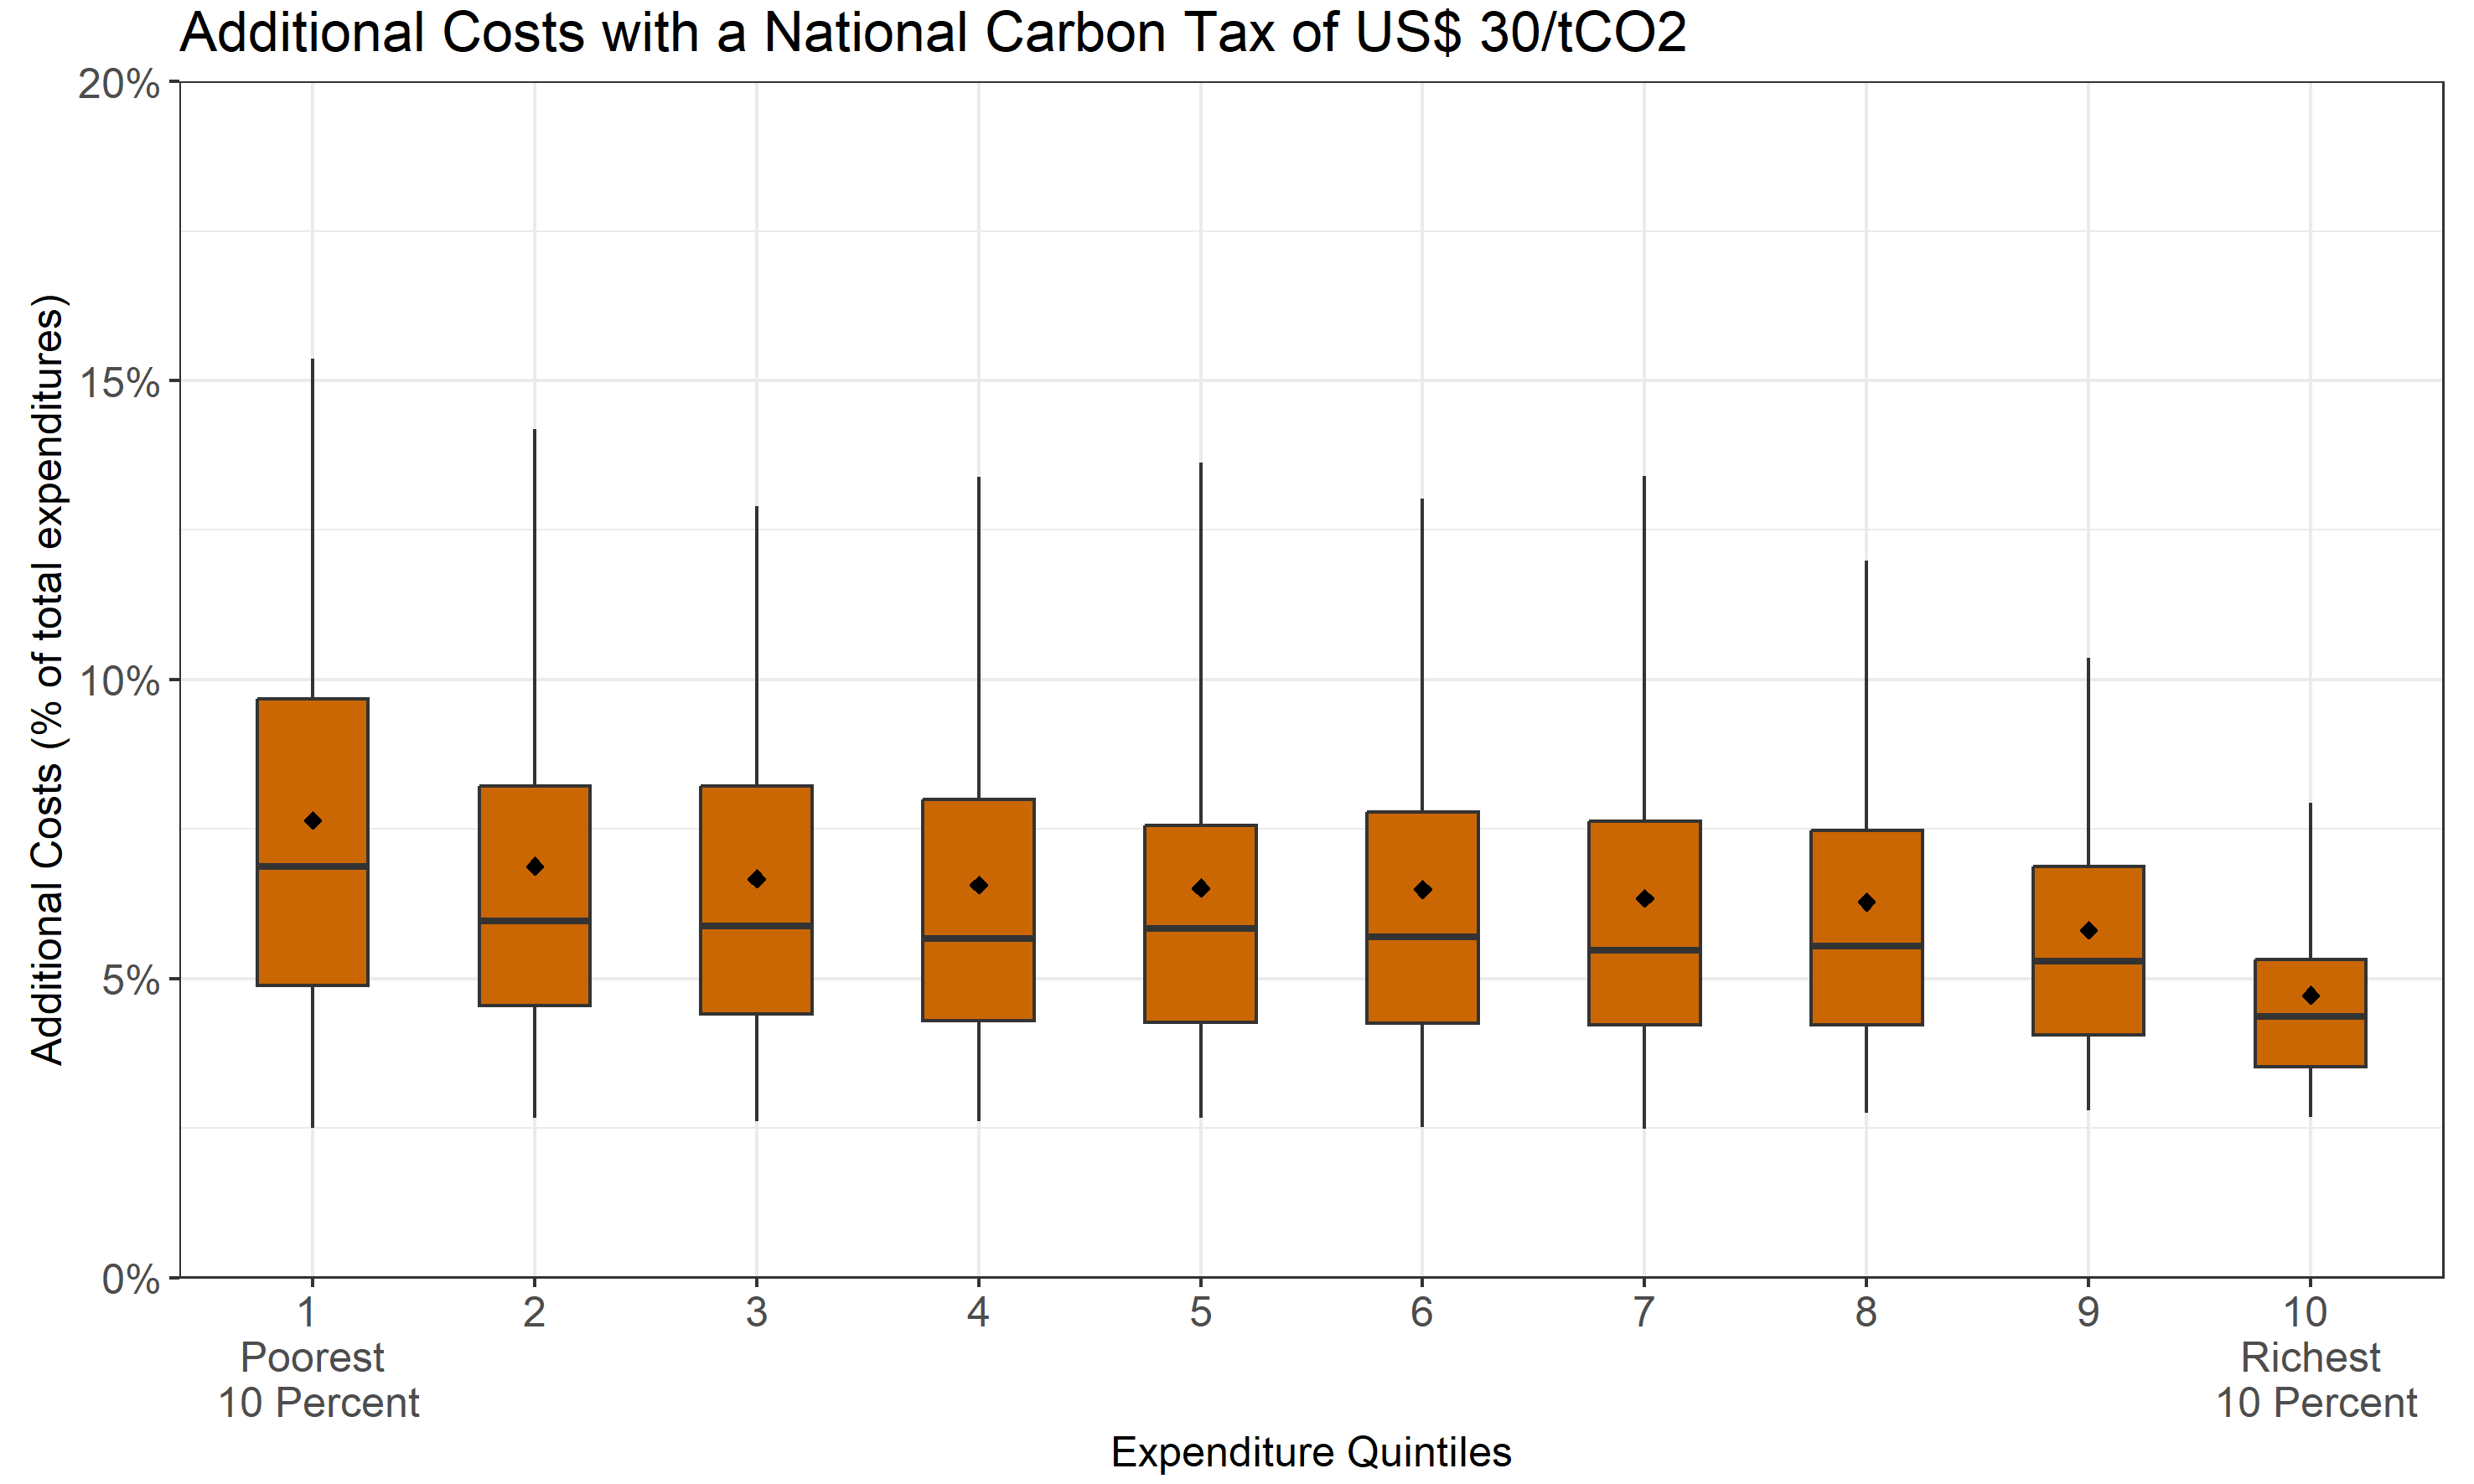 Additional Costs with a National Carbon Tax of US$ 30/tCO2
Additional Costs (% of total expenditures)
20%
15%
10%
5%
0%
1 2 3 4 5 6 7 8 9 10
Poorest Richest
10 Percent 10 Percent
Expenditure Quintiles